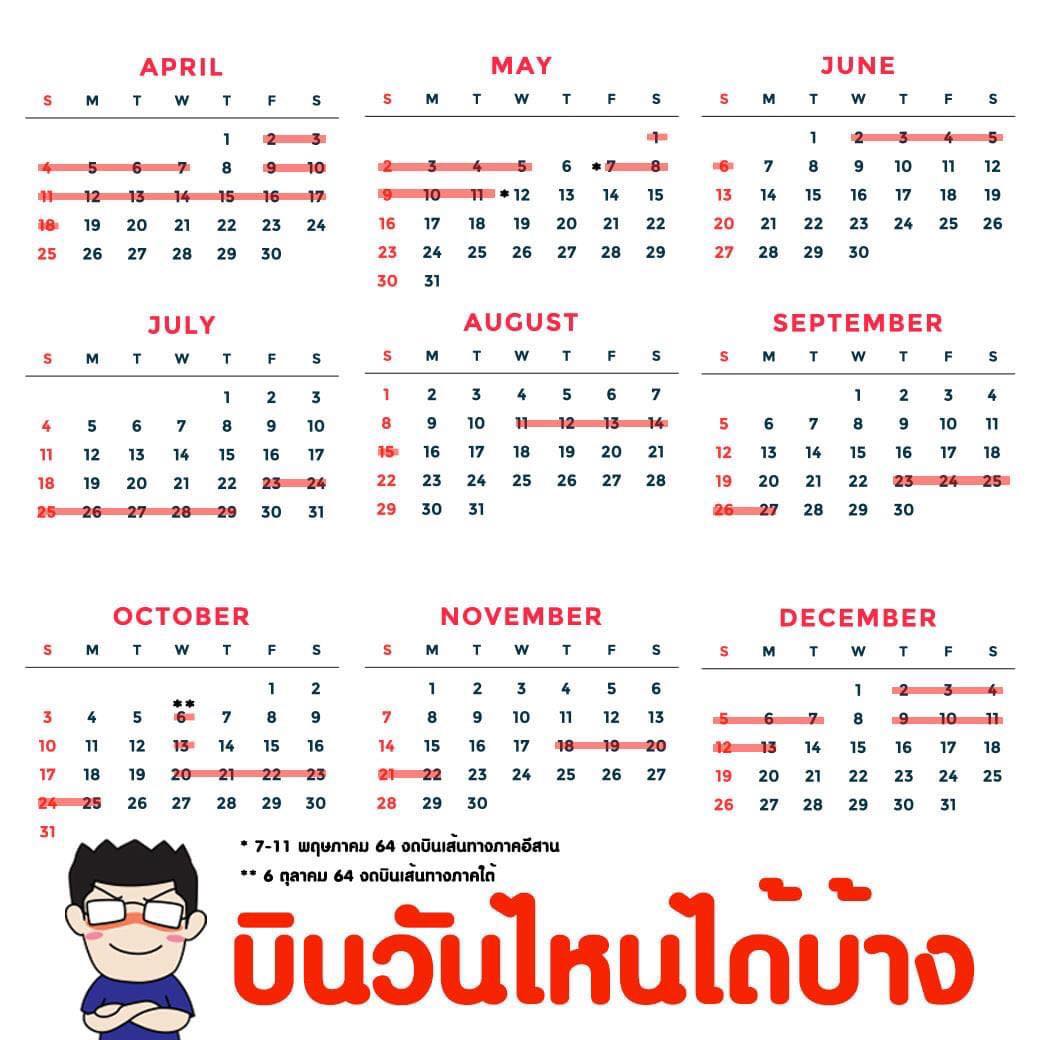 APRIL
S M T W T F S
1 2 3
4 5 6 7 8 9 10
11 12 13 14 15 16 17
18 19 20 21 22 23 24
25 26 27 28 29 30
MAY
S M T W T F S
1
2 3 4 5 6 *7 8
9 10 11 *12 13 14 15
16 17 18 19 20 21 22
23 24 25 26 27 28 29
30 31
JUNE
S M T W T F S
1 2 3 4 5
6 7 8 9 10 11 12
13 14 15 16 17 18 19
20 21 22 23 24 25 26
27 28 29 30
JULY
S M T W T F S
1 2 3
4 5 6 7 8 9 10
11 12 13 14 15 16 17
18 19 20 21 22 23 24
25 26 27 28 29 30 31
AUGUST
S M T W T F S
1 2 3 4 5 6 7
8 9 10 11 12 13 14
15 16 17 18 19 20 21
22 23 24 25 26 27 28
29 30 31
SEPTEMBER
S M T W T F S
1 2 3 4
5 6 7 8 9 10 11
12 13 14 15 16 17 18
19 20 21 22 23 24 25
26 27 28 29 30
OCTOBER
S M T W T F S
1 2
**
3 4 5 6 7 8 9
10 11 12 13 14 15 16
17 18 19 20 21 22 23
24 25 26 27 28 29 30
31
NOVEMBER
S M T W T F S
1 2 3 4 5 6
7 8 9 10 11 12 13
14 15 16 17 18 19 20
21 22 23 24 25 26 27
28 29 30
DECEMBER
S M T W T F S
1 2 3 4
5 6 7 8 9 10 11
12 13 14 15 16 17 18
19 20 21 22 23 24 25
26 27 28 29 30 31
* 7-11 พฤษภาคม 64 งดบินเส้นทางภาคอีสาน
** 6 ตุลาคม 64 งดบินเส้นทางภาคใต้
บินวันไหนได้บ้าง